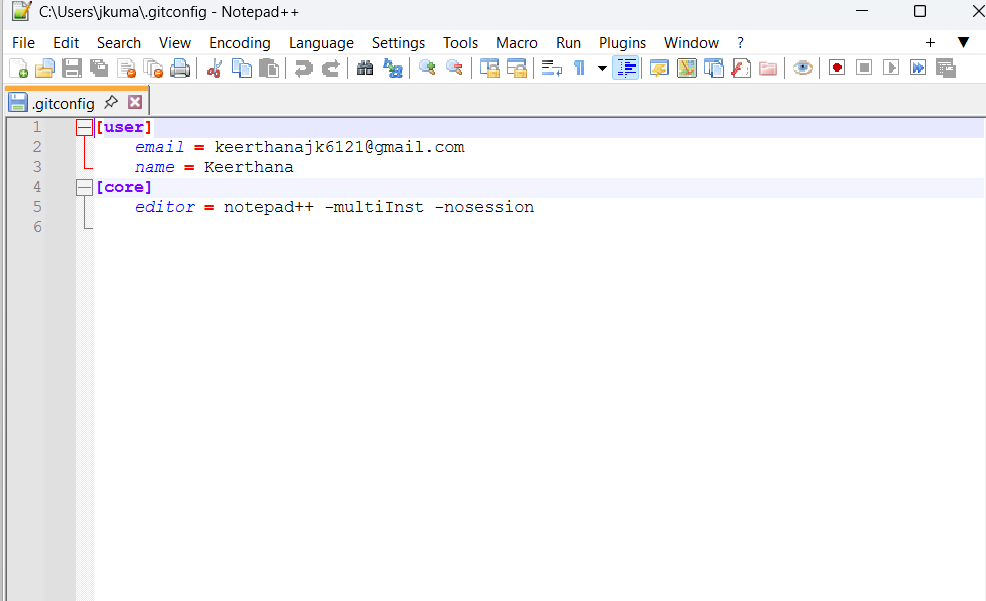 C:\Users\jkuma\.gitconfig - Notepad++
File Edit Search View Encoding Language Settings Tools Macro Run Plugins Window ? + ▼
.gitconfig
1 [user]
2 email = keerthanajk6121@gmail.com
3 name = Keerthana
4 [core]
5 editor = notepad++ -multiInst -nosession
6